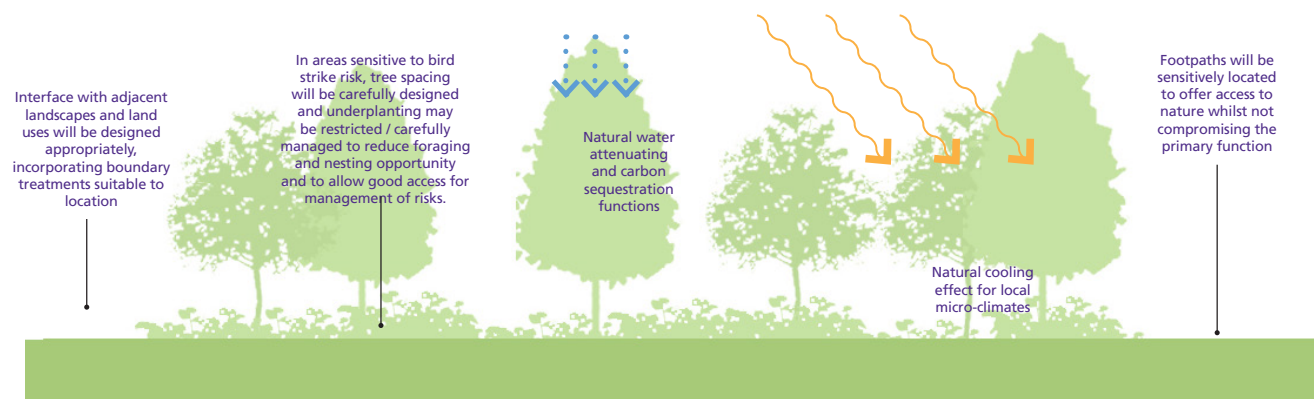 Interface with adjacent
landscapes and land
uses will be designed
appropriately,
incorporating boundary
treatments suitable to
location
In areas sensitive to bird
strike risk, tree spacing
will be carefully designed
and underplanting may
be restricted / carefully
managed to reduce foraging
and nesting opportunity
and to allow good access for
management of risks.
Natural water
attenuating
and carbon
sequestration
functions
Natural cooling
effect for local
micro-climates
Footpaths will be
sensitively located
to offer access to
nature whilst not
compromising the
primary function